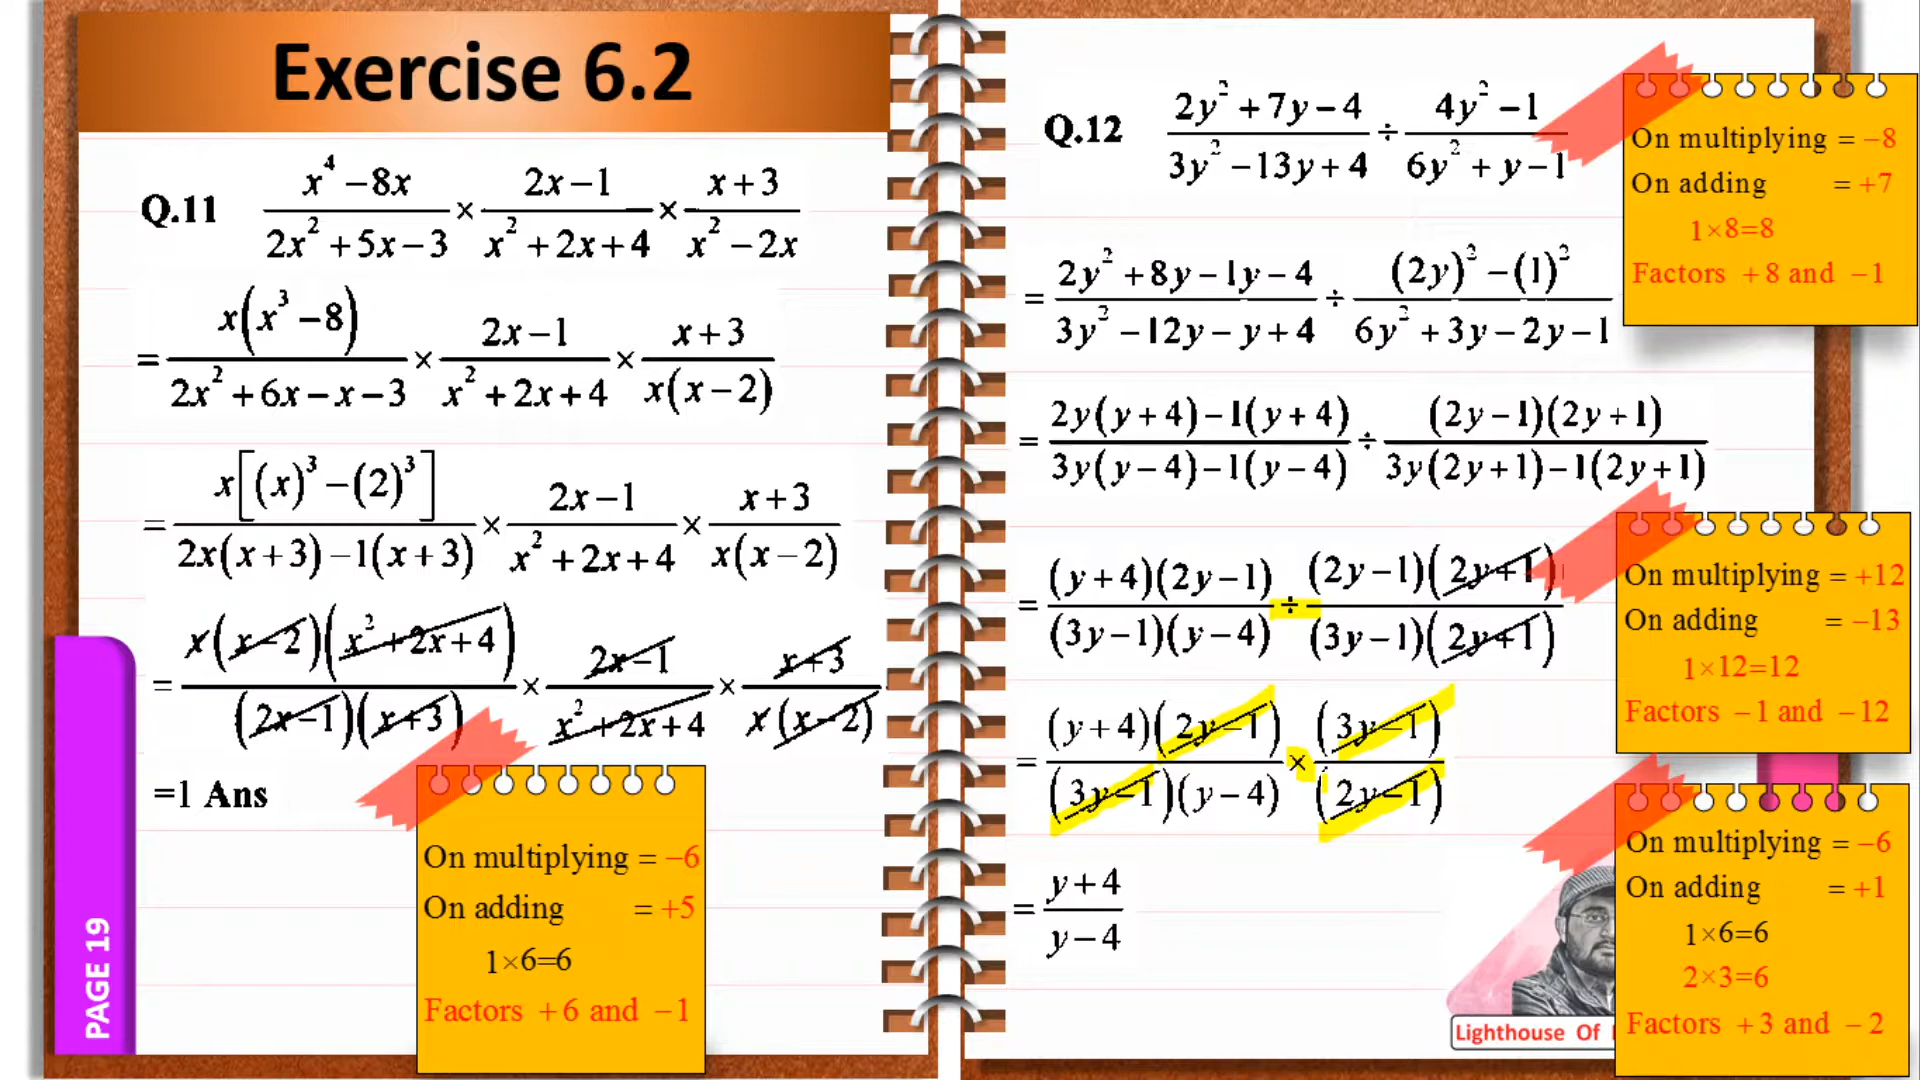 Exercise 6.2
Q.11 (x⁴ − 8x)/(2x² + 5x − 3) × (2x − 1)/(x² + 2x + 4) × (x + 3)/(x² − 2x)
= x(x³ − 8)/(2x² + 6x − x − 3) × (2x − 1)/(x² + 2x + 4) × (x + 3)/(x(x − 2))
= x[(x)³ − (2)³]/(2x(x + 3) − 1(x + 3)) × (2x − 1)/(x² + 2x + 4) × (x + 3)/(x(x − 2))
= x(x − 2)(x² + 2x + 4)/((2x − 1)(x + 3)) × (2x − 1)/(x² + 2x + 4) × (x + 3)/(x(x − 2))
=1 Ans
On multiplying = −6
On adding = +5
1×6=6
Factors +6 and −1
PAGE 19
Q.12 (2y² + 7y − 4)/(3y² − 13y + 4) ÷ (4y² − 1)/(6y² + y − 1)
= (2y² + 8y − 1y − 4)/(3y² − 12y − y + 4) ÷ ((2y)² − (1)²)/(6y² + 3y − 2y − 1)
= (2y(y + 4) − 1(y + 4))/(3y(y − 4) − 1(y − 4)) ÷ ((2y − 1)(2y + 1))/(3y(2y + 1) − 1(2y + 1))
= ((y + 4)(2y − 1))/((3y − 1)(y − 4)) ÷ ((2y − 1)(2y + 1))/((3y − 1)(2y + 1))
= ((y + 4)(2y − 1))/((3y − 1)(y − 4)) × (3y − 1)/(2y − 1)
= (y + 4)/(y − 4)
On multiplying = −8
On adding = +7
1×8=8
Factors +8 and −1
On multiplying = +12
On adding = −13
1×12=12
Factors −1 and −12
On multiplying = −6
On adding = +1
1×6=6
2×3=6
Factors +3 and −2
Lighthouse Of